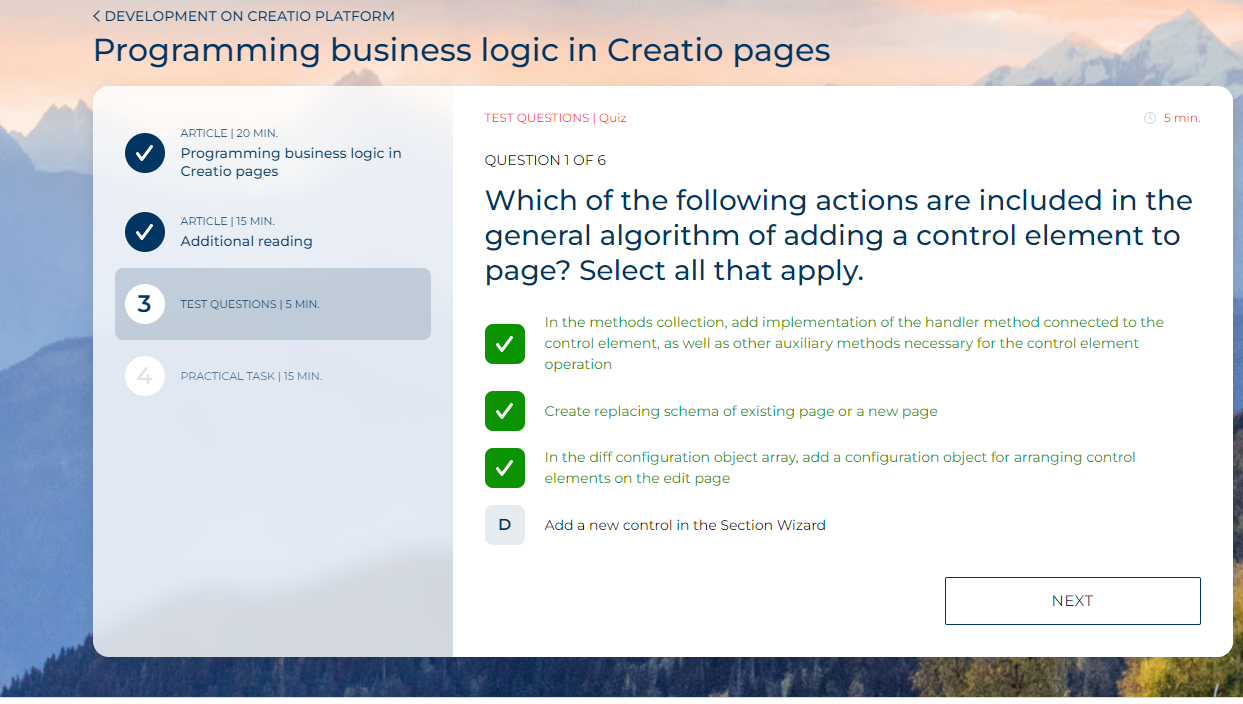 DEVELOPMENT ON CREATIO PLATFORM
Programming business logic in Creatio pages
ARTICLE | 20 MIN.
Programming business logic in
Creatio pages
ARTICLE | 15 MIN.
Additional reading
3
TEST QUESTIONS | 5 MIN.
4
PRACTICAL TASK | 15 MIN.
TEST QUESTIONS | Quiz
5 min.
QUESTION 1 OF 6
Which of the following actions are included in the
general algorithm of adding a control element to
page? Select all that apply.
In the methods collection, add implementation of the handler method connected to the
control element, as well as other auxiliary methods necessary for the control element
operation
Create replacing schema of existing page or a new page
In the diff configuration object array, add a configuration object for arranging control
elements on the edit page
D
Add a new control in the Section Wizard
NEXT